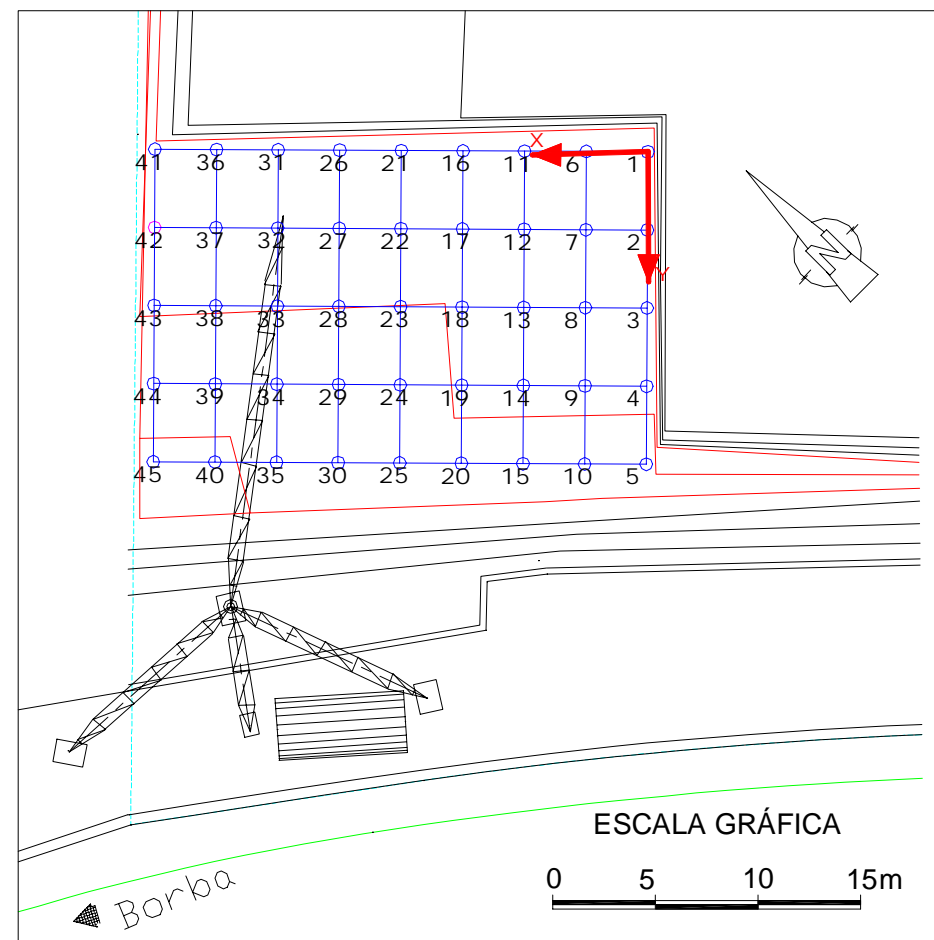 X
41 36 31 26 21 16 11 6 1
42 37 32 27 22 17 12 7 2
Y
43 38 33 28 23 18 13 8 3
44 39 34 29 24 19 14 9 4
45 40 35 30 25 20 15 10 5
N
ESCALA GRÁFICA
0 5 10 15m
Borba